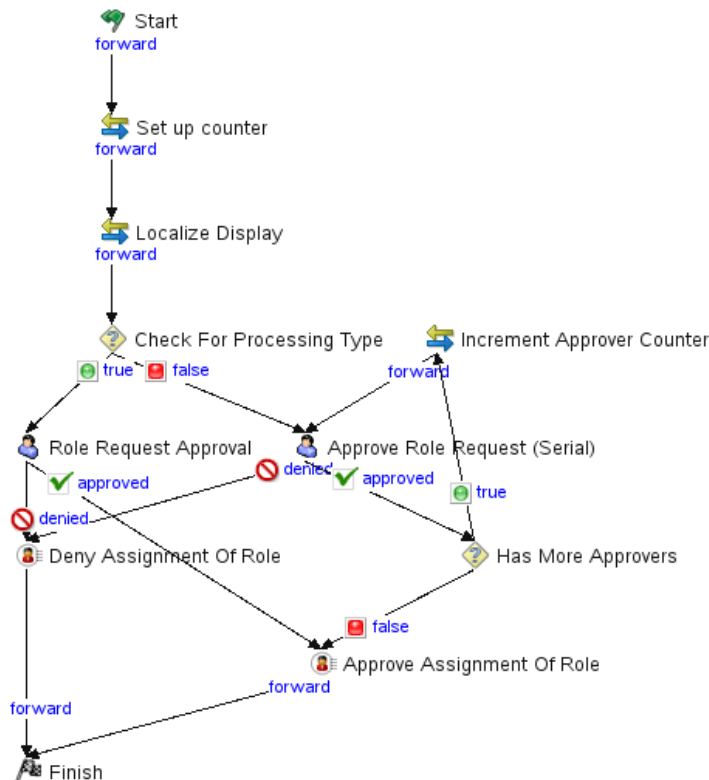 Start
forward
Set up counter
forward
Localize Display
forward
Check For Processing Type
Increment Approver Counter
true
false
forward
Role Request Approval
Approve Role Request (Serial)
approved
denied
approved
true
denied
Deny Assignment Of Role
Has More Approvers
false
Approve Assignment Of Role
forward
forward
Finish